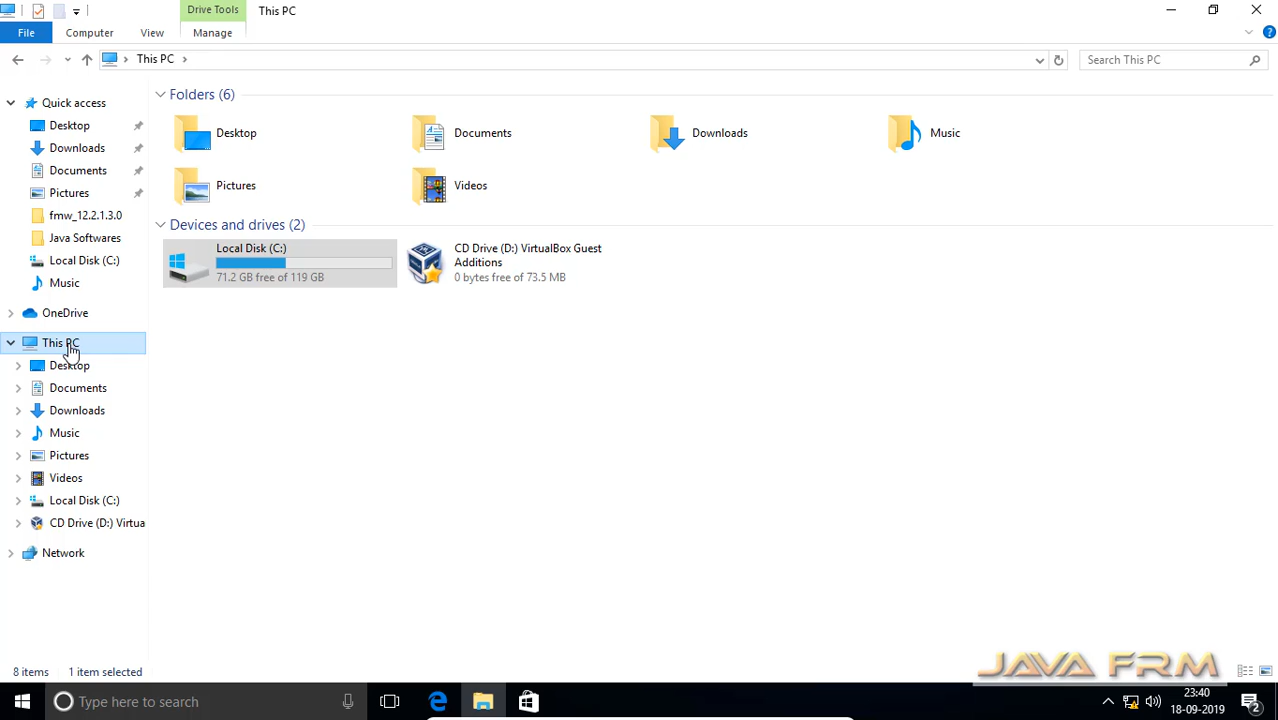 Drive Tools
This PC
File
Computer
View
Manage
This PC
Search This PC
Quick access
Desktop
Downloads
Documents
Pictures
fmw_12.2.1.3.0
Java Softwares
Local Disk (C:)
Music
OneDrive
This PC
Desktop
Documents
Downloads
Music
Pictures
Videos
Local Disk (C:)
CD Drive (D:) Virtua
Network
Folders (6)
Desktop
Documents
Downloads
Music
Pictures
Videos
Devices and drives (2)
Local Disk (C:)
71.2 GB free of 119 GB
CD Drive (D:) VirtualBox Guest
Additions
0 bytes free of 73.5 MB
8 items
1 item selected
JAVA FRM
Type here to search
23:40
18-09-2019
2